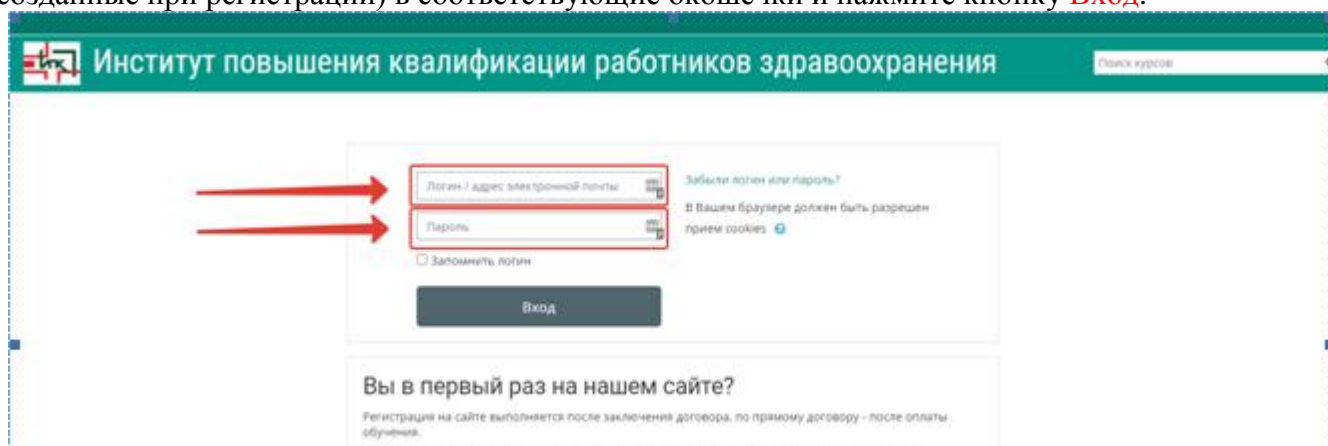 созданные при регистрации) в соответствующие окошечки и нажмите кнопку Вход.
ипк Институт повышения квалификации работников здравоохранения
Поиск курсов
Логин / адрес электронной почты
Пароль
Запомнить логин
Вход
Забыли логин или пароль?
В Вашем браузере должен быть разрешен
прием cookies
Вы в первый раз на нашем сайте?
Регистрация на сайте выполняется после заключения договора, по прямому договору - после оплаты
обучения.